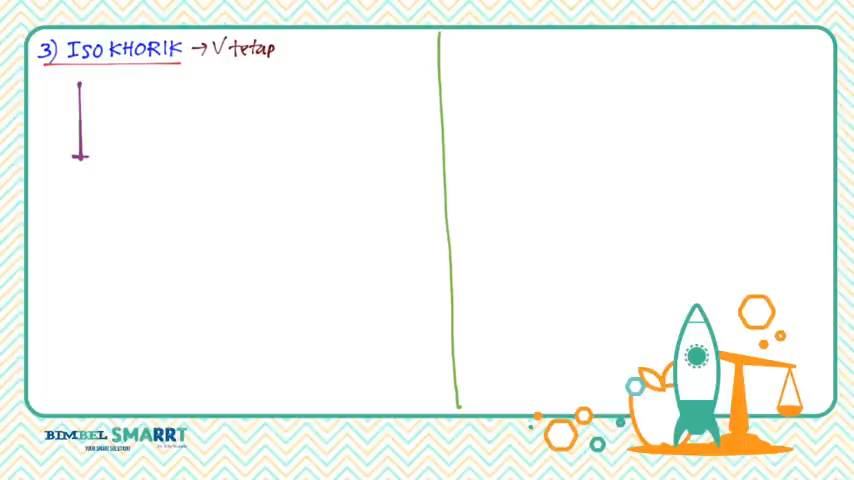 3) ISOKHORIK → V tetap
BIMBEL SMARRT
YOUR SMART SOLUTION!